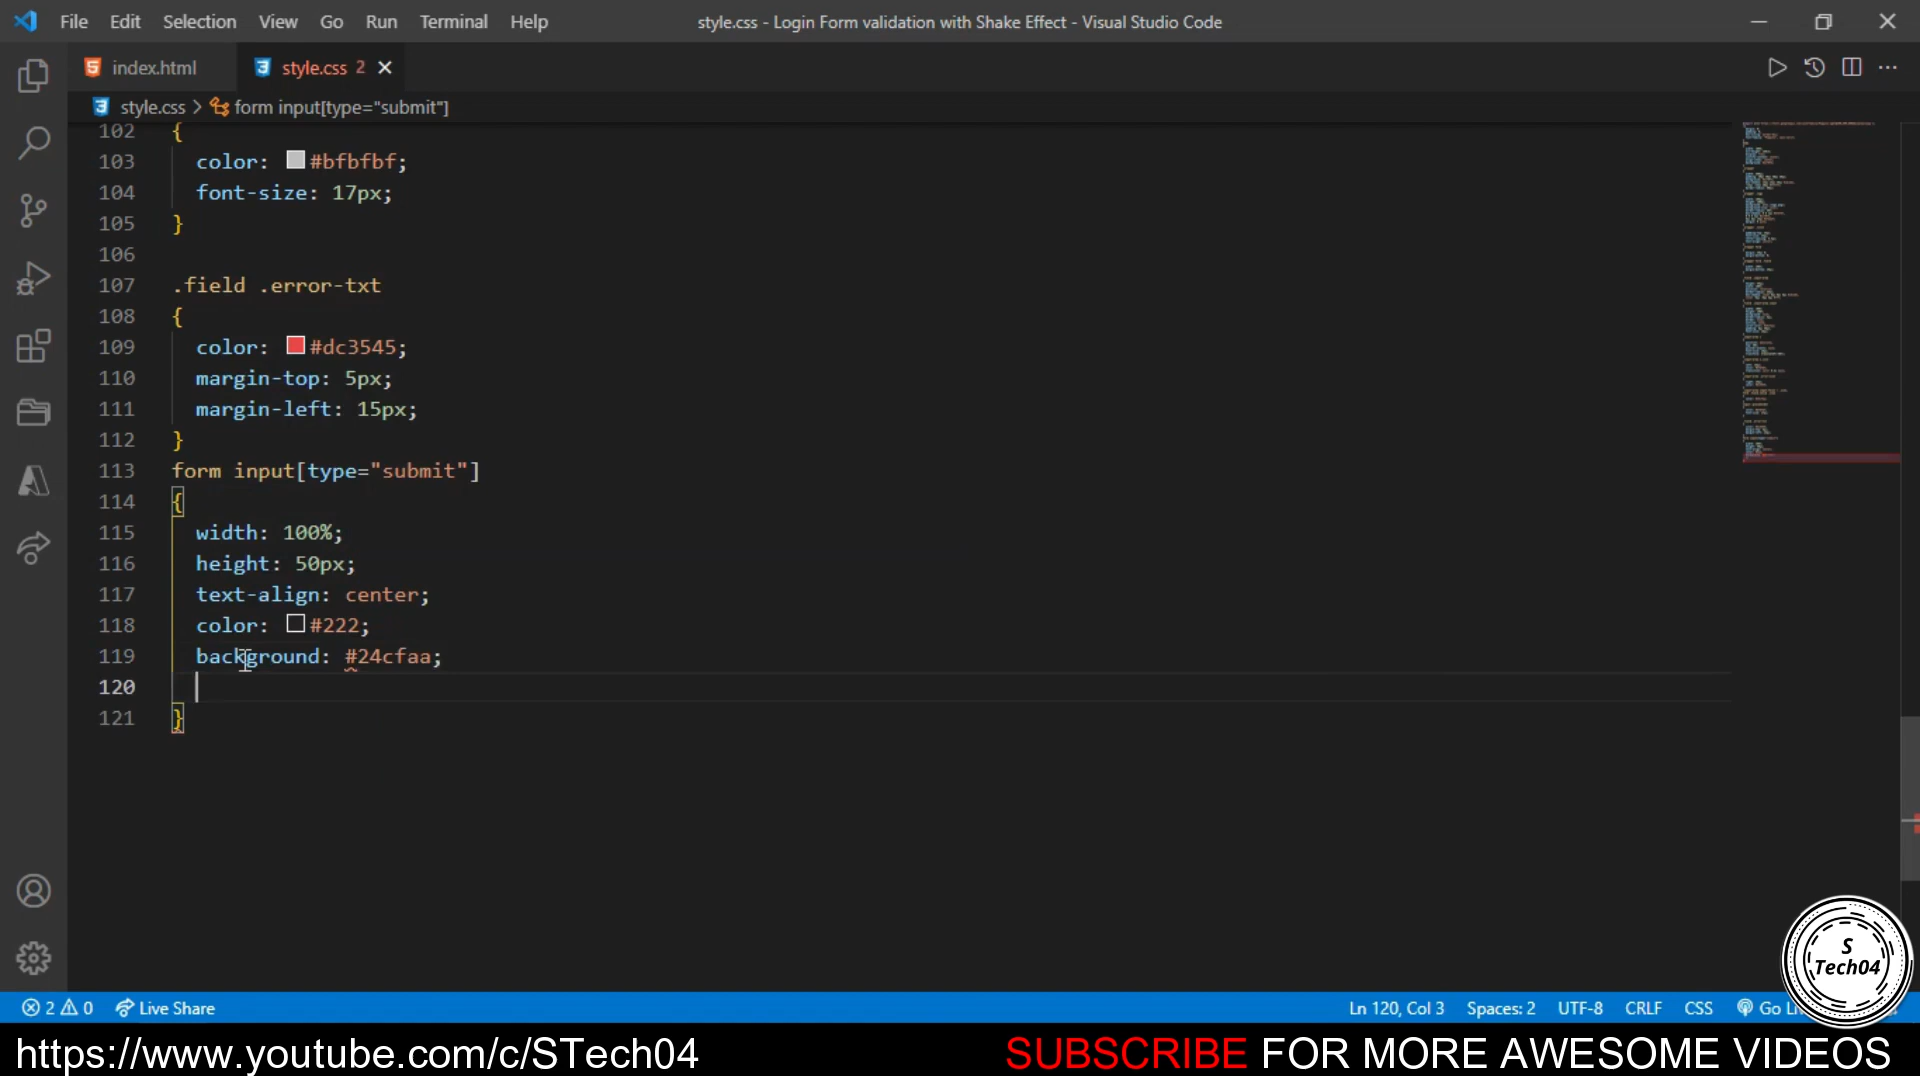 File Edit Selection View Go Run Terminal Help style.css - Login Form validation with Shake Effect - Visual Studio Code
index.html style.css 2
style.css > form input[type="submit"]
102 {
103 color: #bfbfbf;
104 font-size: 17px;
105 }
106
107 .field .error-txt
108 {
109 color: #dc3545;
110 margin-top: 5px;
111 margin-left: 15px;
112 }
113 form input[type="submit"]
114 {
115 width: 100%;
116 height: 50px;
117 text-align: center;
118 color: #222;
119 background: #24cfaa;
120
121 }
S
Tech04
2 0 Live Share Ln 120, Col 3 Spaces: 2 UTF-8 CRLF CSS Go
https://www.youtube.com/c/STech04 SUBSCRIBE FOR MORE AWESOME VIDEOS